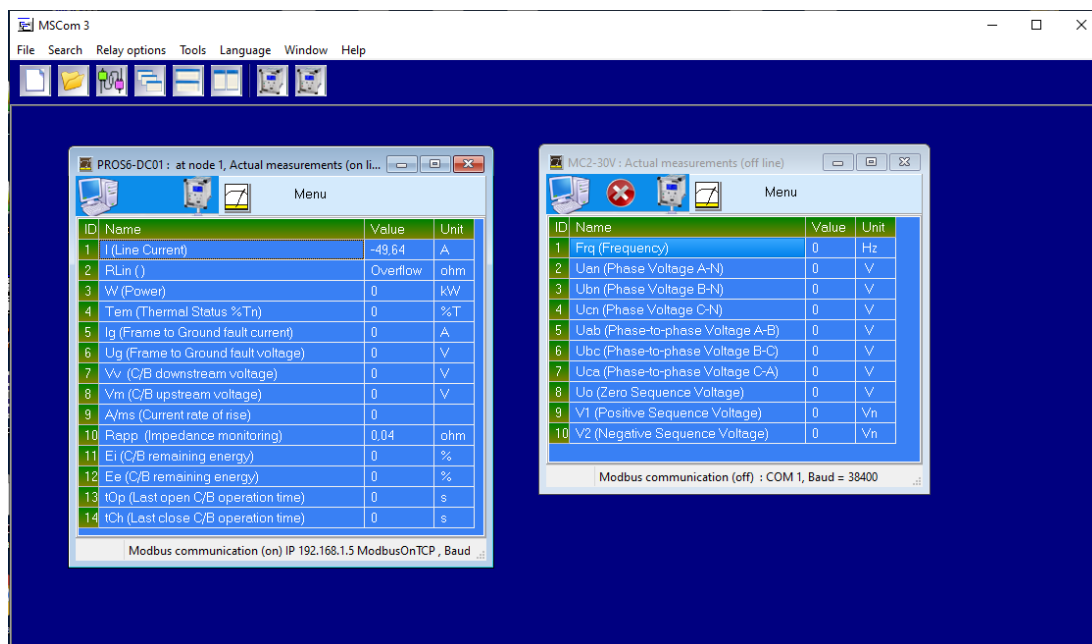 MSCom 3
File Search Relay options Tools Language Window Help
PROS6-DC01 : at node 1, Actual measurements (on li...
Menu
ID Name Value Unit
1 I (Line Current) -49,64 A
2 RLin ( ) Overflow ohm
3 W (Power) 0 kW
4 Tem (Thermal Status %Tn) 0 %T
5 Ig (Frame to Ground fault current) 0 A
6 Ug (Frame to Ground fault voltage) 0 V
7 Vv (C/B downstream voltage) 0 V
8 Vm (C/B upstream voltage) 0 V
9 A/ms (Current rate of rise) 0
10 Rapp (Impedance monitoring) 0,04 ohm
11 Ei (C/B remaining energy) 0 %
12 Ee (C/B remaining energy) 0 %
13 tOp (Last open C/B operation time) 0 s
14 tCh (Last close C/B operation time) 0 s
Modbus communication (on) IP 192.168.1.5 ModbusOnTCP , Baud
MC2-30V : Actual measurements (off line)
Menu
ID Name Value Unit
1 Frq (Frequency) 0 Hz
2 Uan (Phase Voltage A-N) 0 V
3 Ubn (Phase Voltage B-N) 0 V
4 Ucn (Phase Voltage C-N) 0 V
5 Uab (Phase-to-phase Voltage A-B) 0 V
6 Ubc (Phase-to-phase Voltage B-C) 0 V
7 Uca (Phase-to-phase Voltage C-A) 0 V
8 Uo (Zero Sequence Voltage) 0 V
9 V1 (Positive Sequence Voltage) 0 Vn
10 V2 (Negative Sequence Voltage) 0 Vn
Modbus communication (off) : COM 1, Baud = 38400